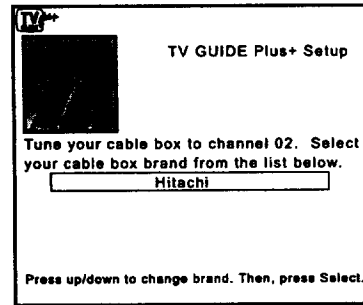 TV
TV GUIDE Plus+ Setup
Tune your cable box to channel 02. Select
your cable box brand from the list below.
Hitachi
Press up/down to change brand. Then, press Select.